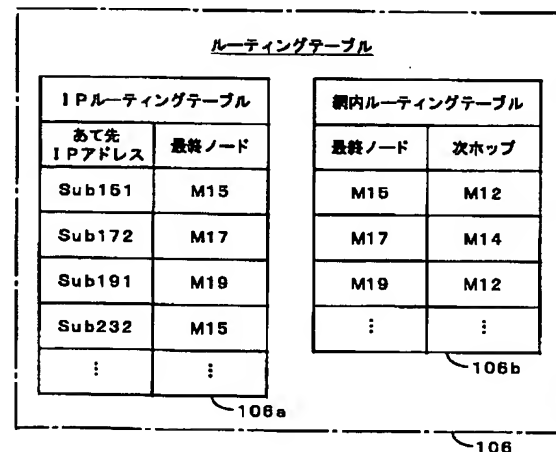 ルーティングテーブル
IPルーティングテーブル
あて先
IPアドレス
最終ノード
Sub151
M15
Sub172
M17
Sub191
M19
Sub232
M15
⋮
⋮
106a
網内ルーティングテーブル
最終ノード
次ホップ
M15
M12
M17
M14
M19
M12
⋮
⋮
106b
106